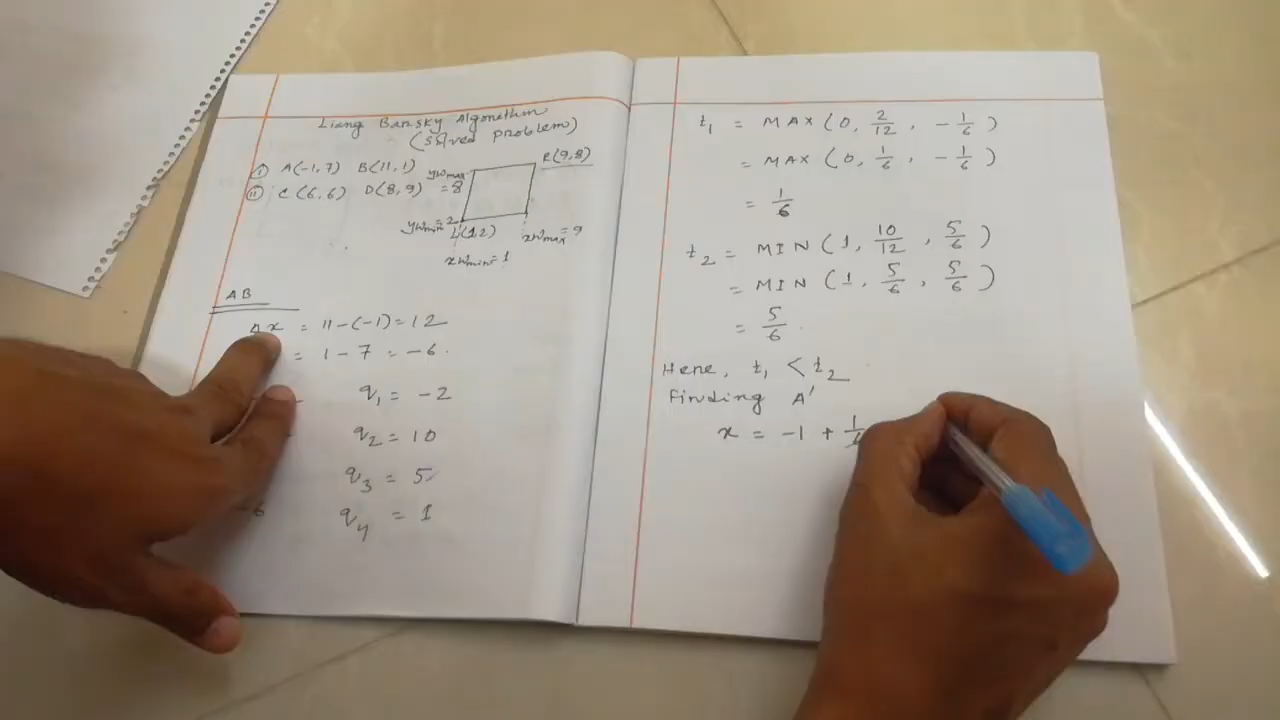 Liang Barsky Algorithm
(Solved Problem)
(i) A(-1,7) B(11,1)
(ii) C(6,6) D(8,9)
R(9,8)
ywmax = 8
ywmin = 2
L(1,2)
xwmax = 9
xwmin = 1
AB
Δx = 11-(-1) = 12
= 1 - 7 = -6.
q1 = -2
q2 = 10
q3 = 5
-6 q4 = 1
t1 = MAX(0, 2/12, -1/6)
= MAX(0, 1/6, -1/6)
= 1/6
t2 = MIN(1, 10/12, 5/6)
= MIN(1, 5/6, 5/6)
= 5/6.
Here, t1 < t2
Finding A'
x = -1 + 1/6